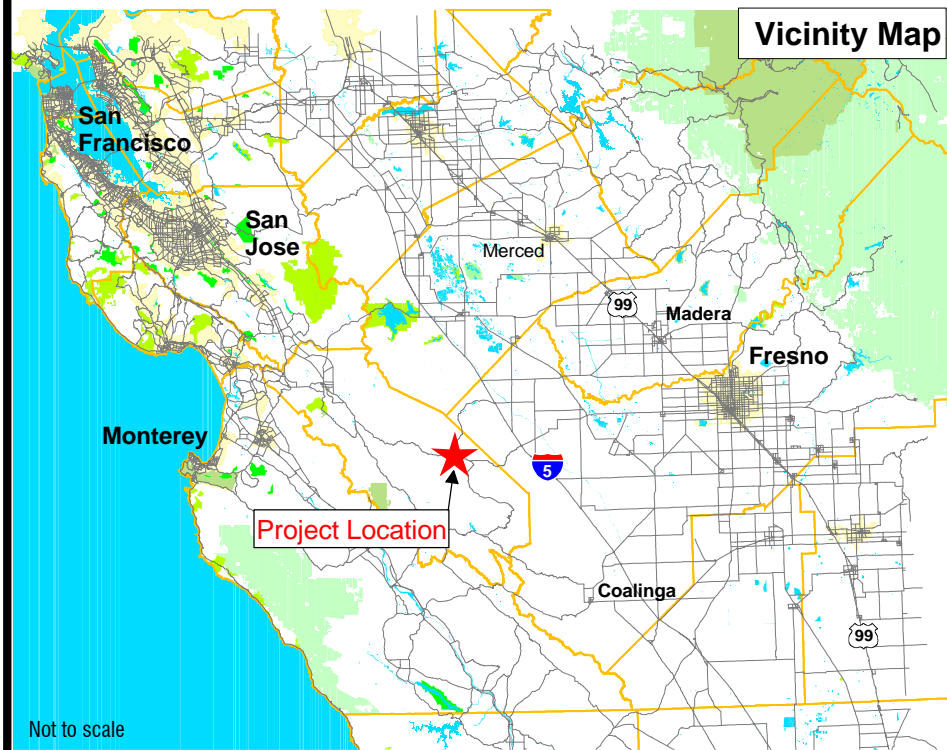 Vicinity Map
San
Francisco
San
Jose
Merced
99
Madera
Fresno
Monterey
5
Project Location
Coalinga
99
Not to scale